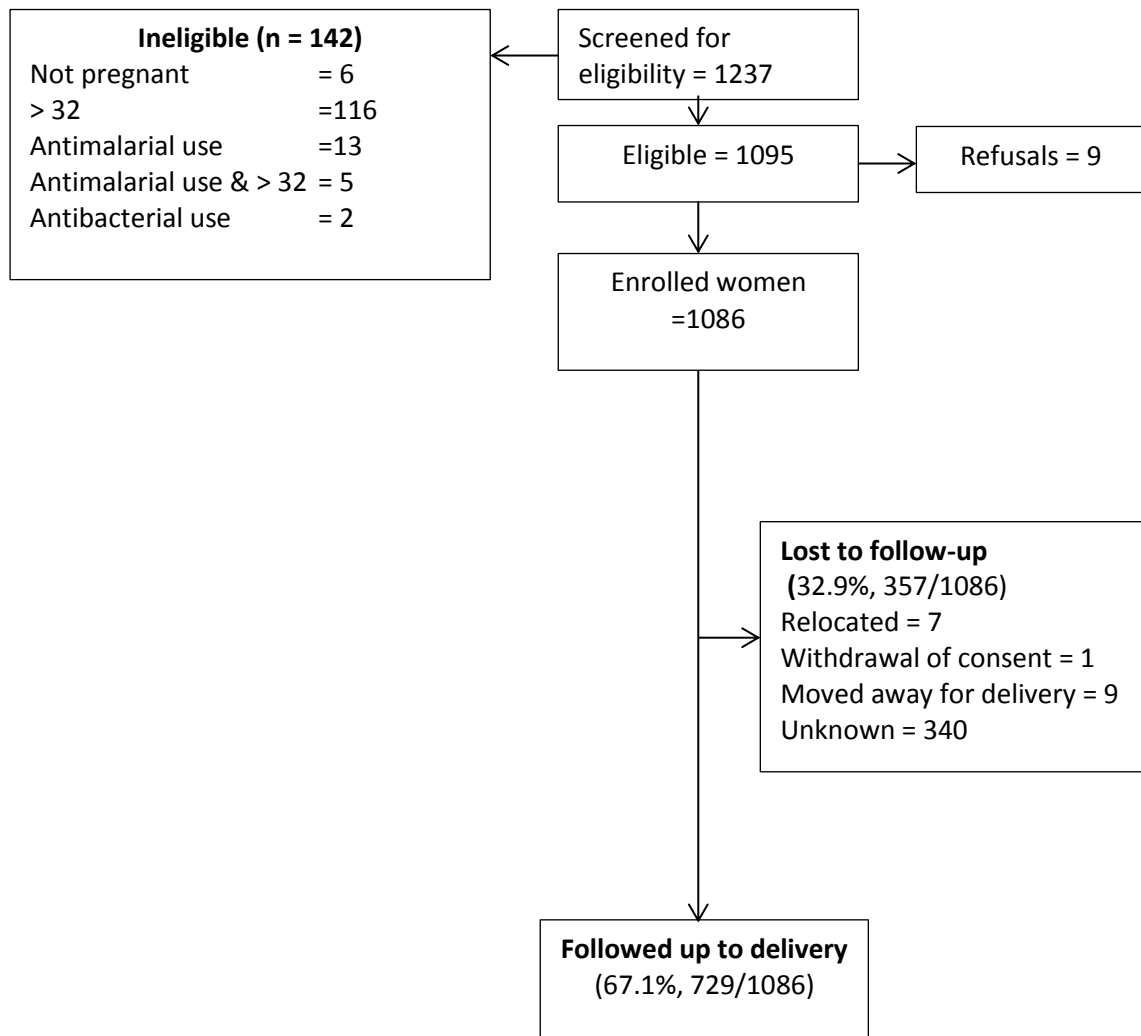 Ineligible (n = 142)
Not pregnant = 6
> 32 =116
Antimalarial use =13
Antimalarial use & > 32 = 5
Antibacterial use = 2
Screened for
eligibility = 1237
Eligible = 1095
Refusals = 9
Enrolled women
=1086
Lost to follow-up
(32.9%, 357/1086)
Relocated = 7
Withdrawal of consent = 1
Moved away for delivery = 9
Unknown = 340
Followed up to delivery
(67.1%, 729/1086)